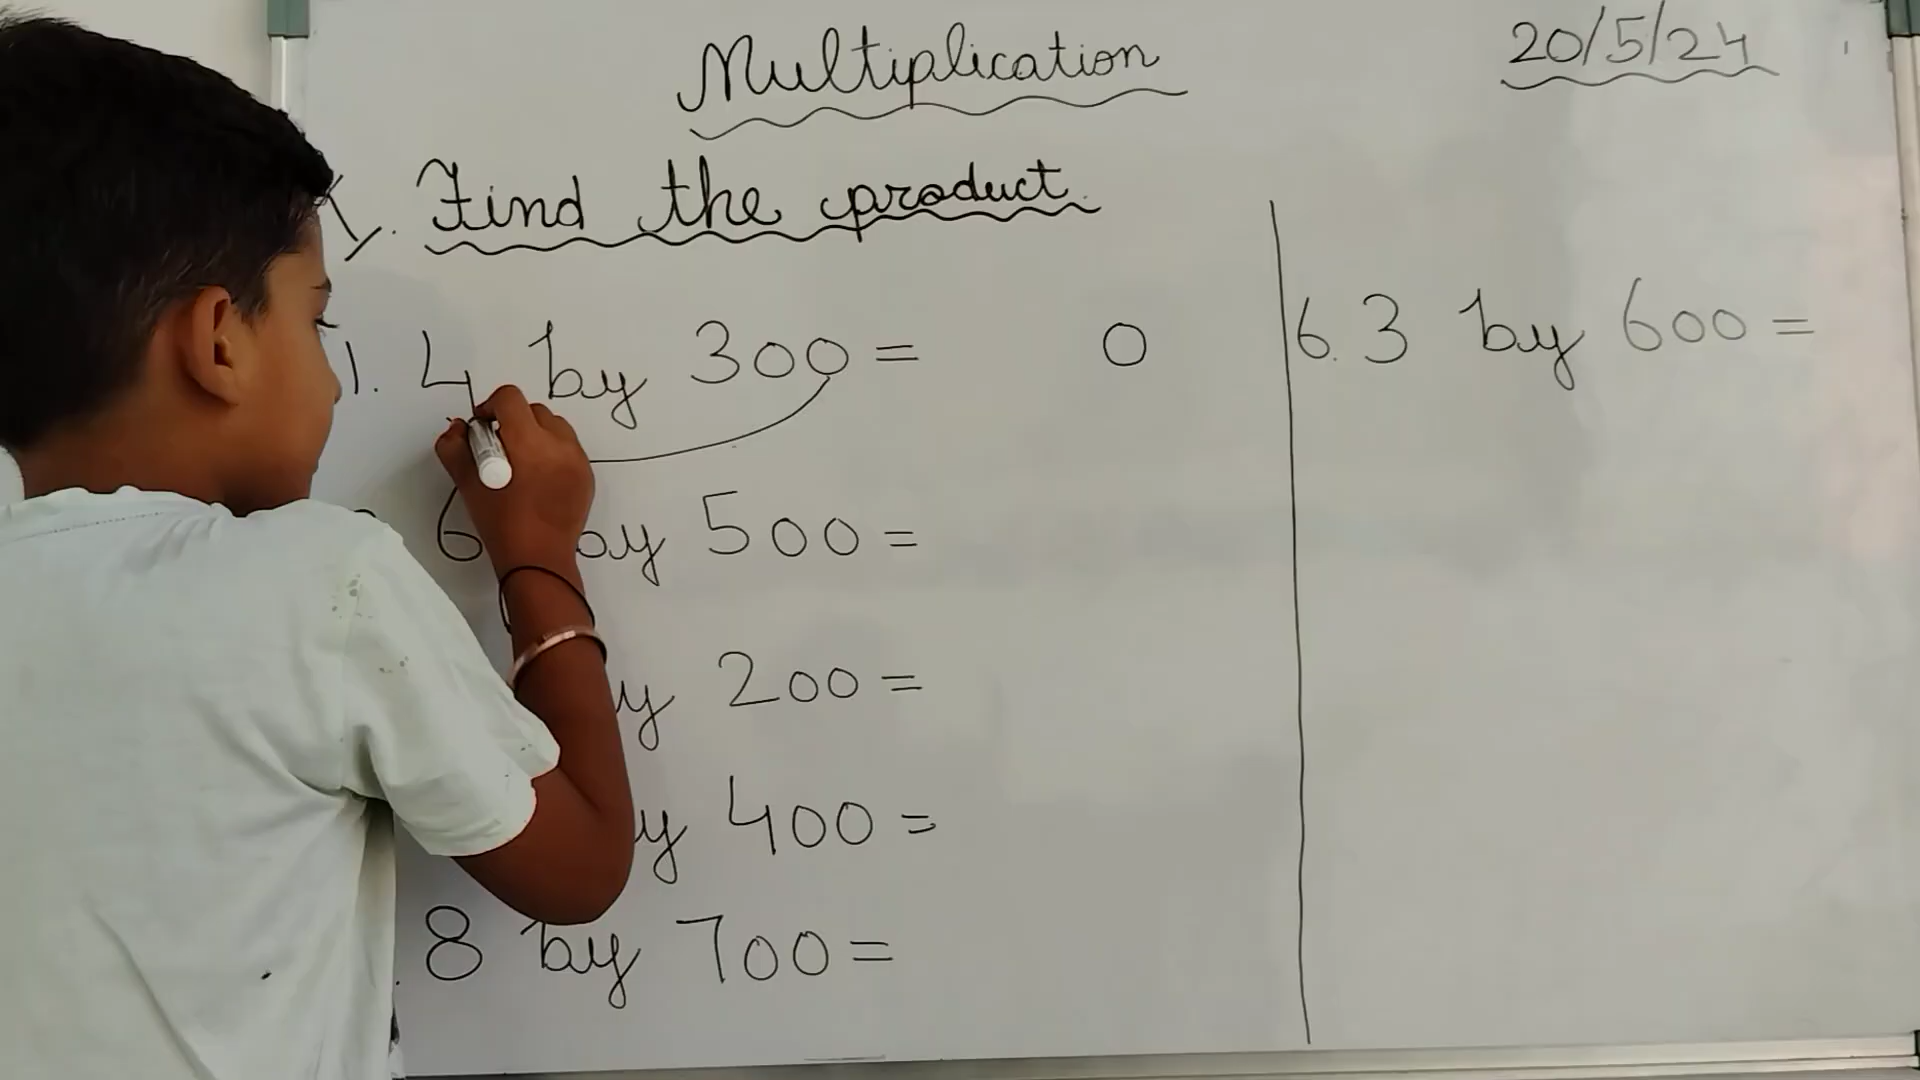 Multiplication
20/5/24
I. Find the product.
1. 4 by 300 = 0
6 by 500 =
200 =
400 =
8 by 700 =
6. 3 by 600 =